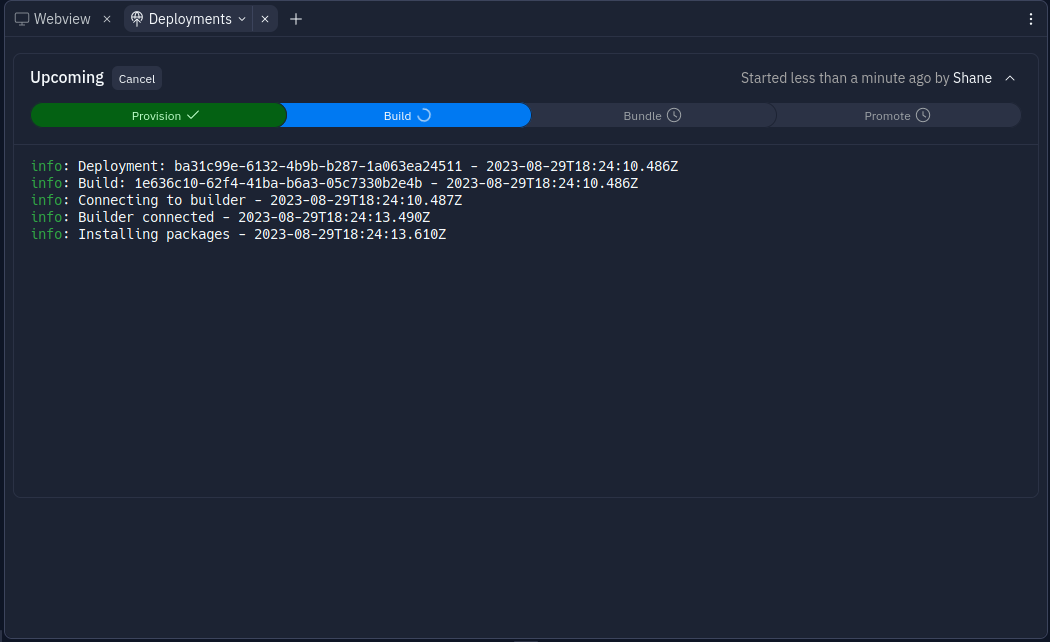 Webview Deployments
Upcoming Cancel Started less than a minute ago by Shane
Provision Build Bundle Promote
info: Deployment: ba31c99e-6132-4b9b-b287-1a063ea24511 - 2023-08-29T18:24:10.486Z
info: Build: 1e636c10-62f4-41ba-b6a3-05c7330b2e4b - 2023-08-29T18:24:10.486Z
info: Connecting to builder - 2023-08-29T18:24:10.487Z
info: Builder connected - 2023-08-29T18:24:13.490Z
info: Installing packages - 2023-08-29T18:24:13.610Z